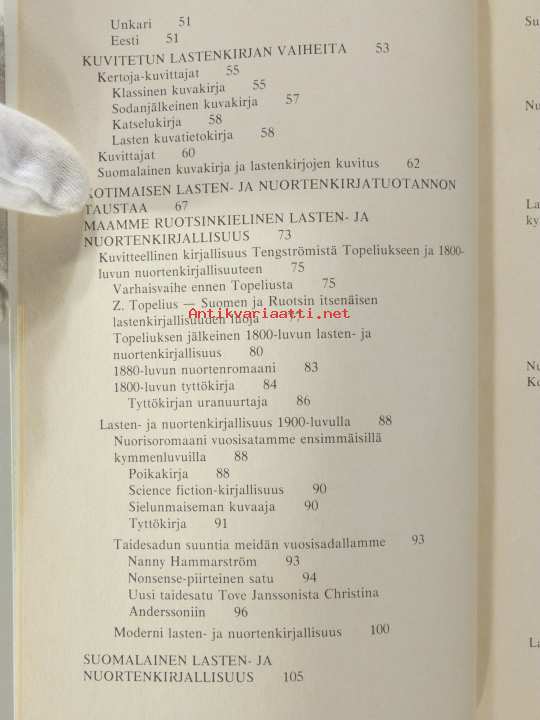 Unkari 51
Eesti 51
KUVITETUN LASTENKIRJAN VAIHEITA 53
Kertoja-kuvittajat 55
Klassinen kuvakirja 55
Sodanjälkeinen kuvakirja 57
Katselukirja 58
Lasten kuvatietokirja 58
Kuvittajat 60
Suomalainen kuvakirja ja lastenkirjojen kuvitus 62
KOTIMAISEN LASTEN- JA NUORTENKIRJATUOTANNON
TAUSTAA 67
MAAMME RUOTSINKIELINEN LASTEN- JA
NUORTENKIRJALLISUUS 73
Kuvitteellinen kirjallisuus Tengströmistä Topeliukseen ja 1800-
luvun nuortenkirjallisuuteen 75
Varhaisvaihe ennen Topeliusta 75
Z. Topelius — Suomen ja Ruotsin itsenäisen
lastenkirjallisuuden luoja
Antikvariaatti.net
Topeliuksen jälkeinen 1800-luvun lasten- ja
nuortenkirjallisuus 80
1880-luvun nuortenromaani 83
1800-luvun tyttökirja 84
Tyttökirjan uranuurtaja 86
Lasten- ja nuortenkirjallisuus 1900-luvulla 88
Nuorisoromaani vuosisatamme ensimmäisillä
kymmenluvuilla 88
Poikakirja 88
Science fiction-kirjallisuus 90
Sielunmaiseman kuvaaja 90
Tyttökirja 91
Taidesadun suuntia meidän vuosisadallamme 93
Nanny Hammarström 93
Nonsense-piirteinen satu 94
Uusi taidesatu Tove Janssonista Christina
Anderssoniin 96
Moderni lasten- ja nuortenkirjallisuus 100
SUOMALAINEN LASTEN- JA
NUORTENKIRJALLISUUS 105
Su
Nu
La
ky
Nu
Ko
La